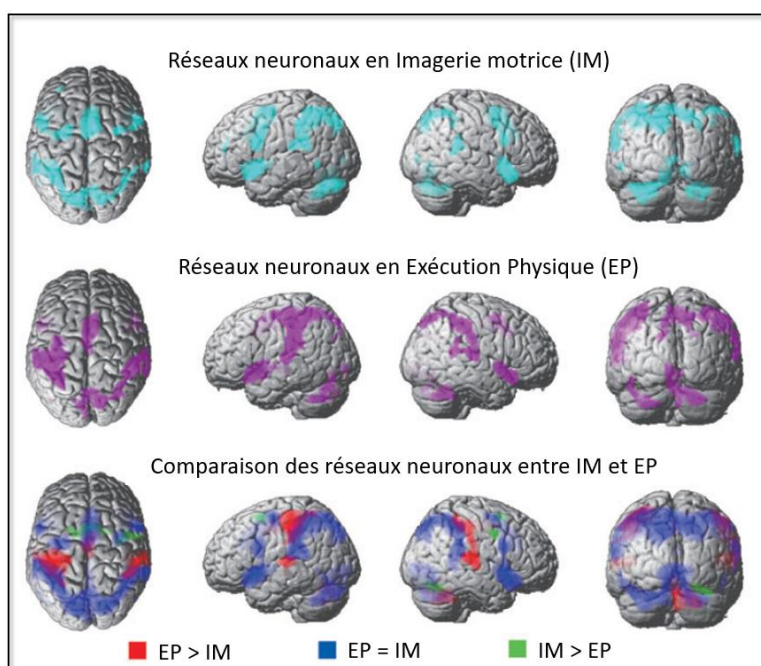 Réseaux neuronaux en Imagerie motrice (IM)
Réseaux neuronaux en Exécution Physique (EP)
Comparaison des réseaux neuronaux entre IM et EP
EP > IM
EP = IM
IM > EP